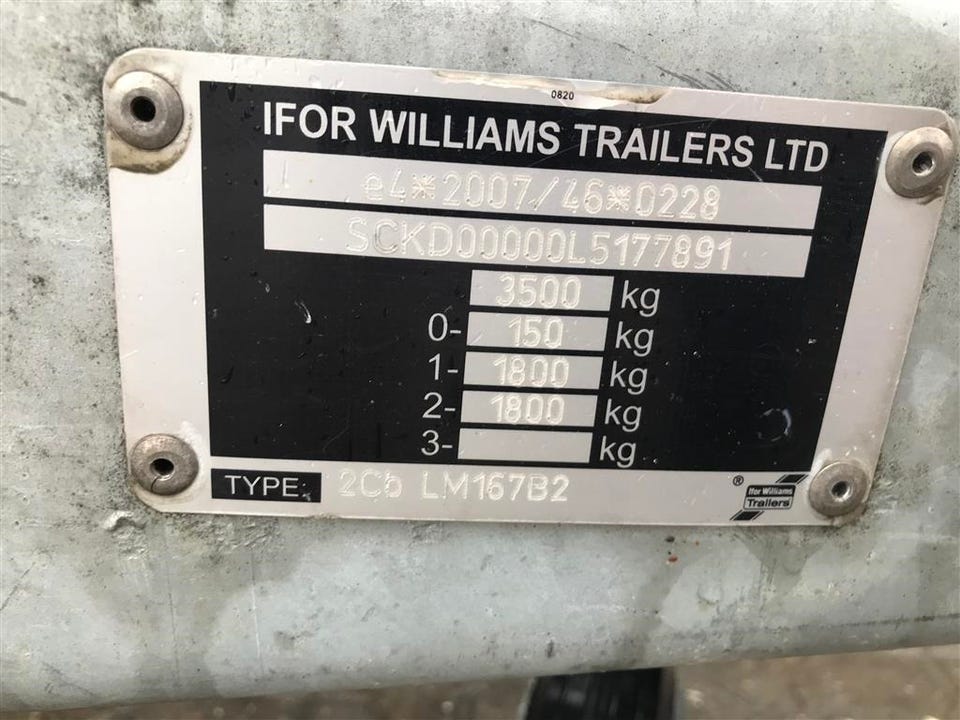 0820
IFOR WILLIAMS TRAILERS LTD
e4*2007/46*0228
SCKD00000L5177891
3500 kg
0- 150 kg
1- 1800 kg
2- 1800 kg
3- kg
TYPE: 2Cb LM167B2
® Ifor Williams
Trailers